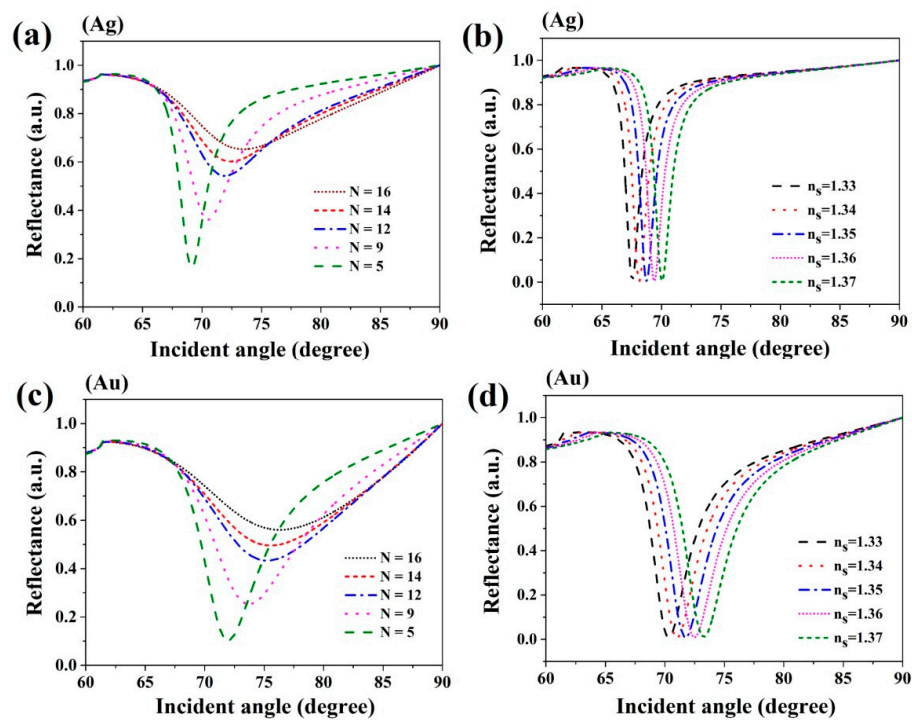 (a)
(Ag)
1.0
0.8
0.6
0.4
0.2
0.0
Reflectance (a.u.)
N = 16
N = 14
N = 12
N = 9
N = 5
60 65 70 75 80 85 90
Incident angle (degree)
(b)
(Ag)
1.0
0.8
0.6
0.4
0.2
0.0
Reflectance (a.u.)
ns=1.33
ns=1.34
ns=1.35
ns=1.36
ns=1.37
60 65 70 75 80 85 90
Incident angle (degree)
(c)
(Au)
1.0
0.8
0.6
0.4
0.2
0.0
Reflectance (a.u.)
N = 16
N = 14
N = 12
N = 9
N = 5
60 65 70 75 80 85 90
Incident angle (degree)
(d)
(Au)
1.0
0.8
0.6
0.4
0.2
0.0
Reflectance (a.u.)
ns=1.33
ns=1.34
ns=1.35
ns=1.36
ns=1.37
60 65 70 75 80 85 90
Incident angle (degree)